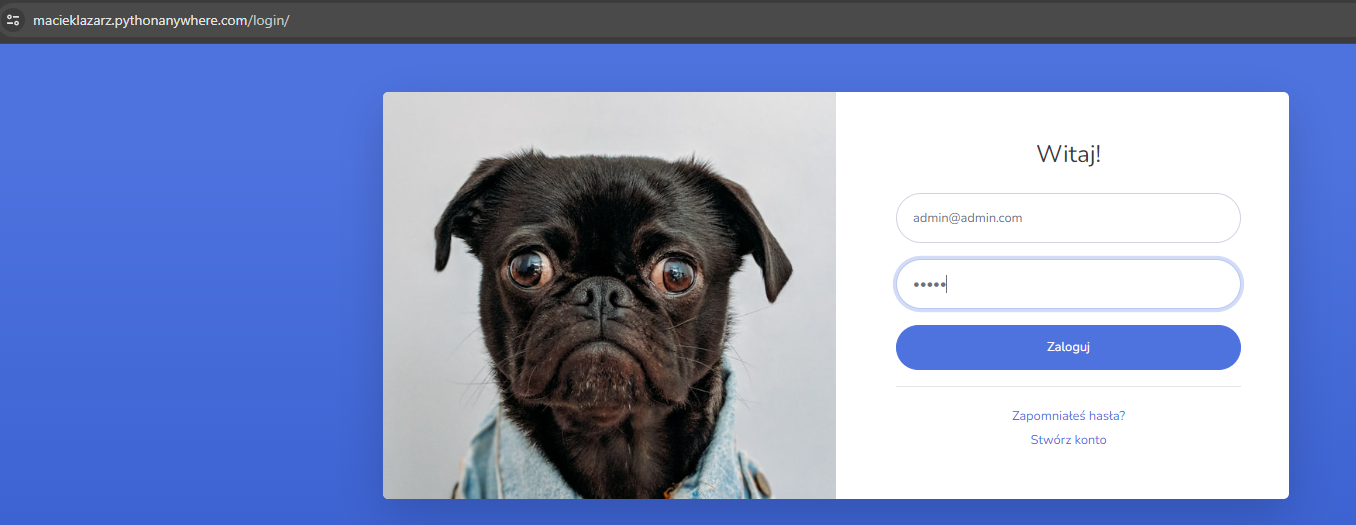 macieklazarz.pythonanywhere.com/login/
Witaj!
admin@admin.com
•••••
Zaloguj
Zapomniałeś hasła?
Stwórz konto